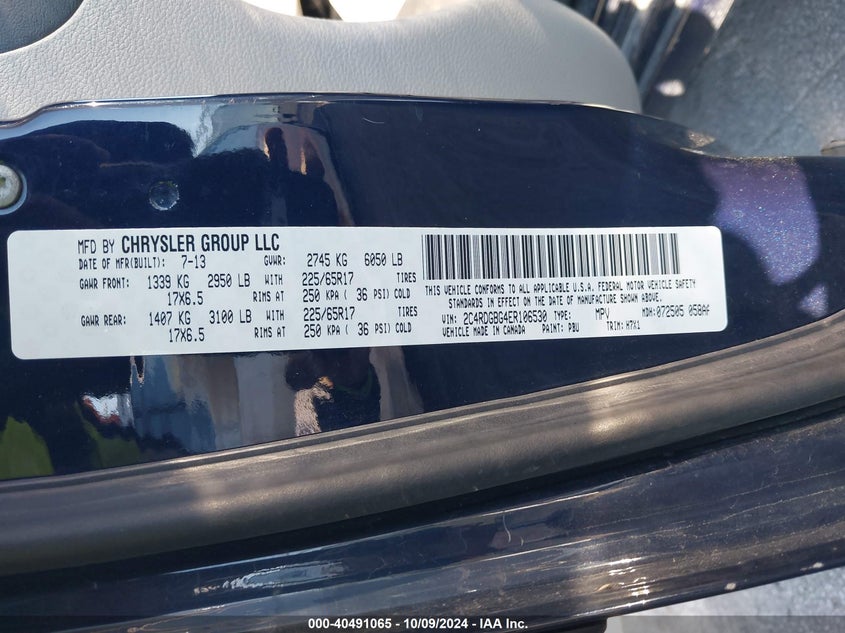 MFD BY CHRYSLER GROUP LLC
DATE OF MFR(BUILT): 7-13 GVWR: 2745 KG 6050 LB
GAWR FRONT: 1339 KG 2950 LB WITH 225/65R17 TIRES
17X6.5 RIMS AT 250 KPA ( 36 PSI) COLD
GAWR REAR: 1407 KG 3100 LB WITH 225/65R17 TIRES
17X6.5 RIMS AT 250 KPA ( 36 PSI) COLD
THIS VEHICLE CONFORMS TO ALL APPLICABLE U.S.A. FEDERAL MOTOR VEHICLE SAFETY
STANDARDS IN EFFECT ON THE DATE OF MANUFACTURE SHOWN ABOVE.
VIN: 2C4RDGBG4ER106530 TYPE: MPV MDH: 072505 05BAF
VEHICLE MADE IN CANADA PAINT: PBU TRIM: H7X1
000-40491065 - 10/09/2024 - IAA Inc.